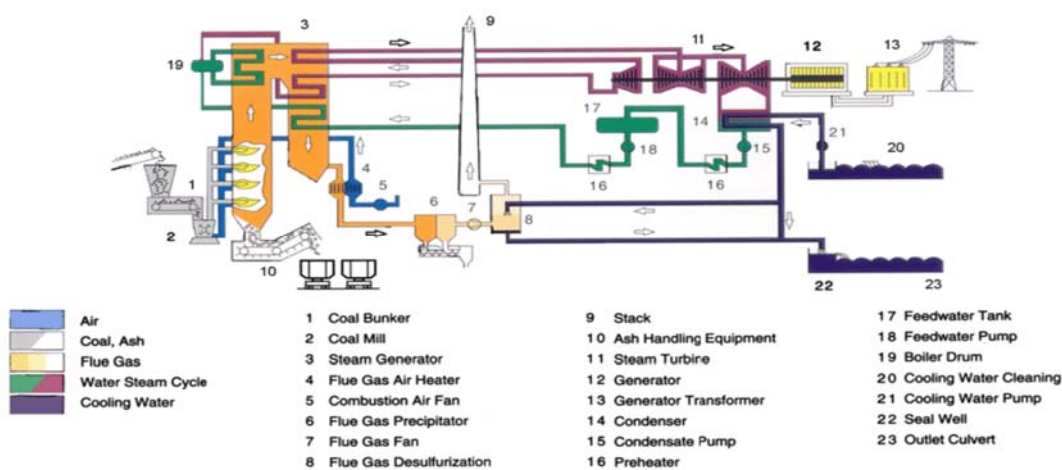 3
9
11
12
13
19
17
14
21
18
15
20
1
4
5
16
16
6
7
8
2
10
22
23
Air
Coal, Ash
Flue Gas
Water Steam Cycle
Cooling Water
1 Coal Bunker
2 Coal Mill
3 Steam Generator
4 Flue Gas Air Heater
5 Combustion Air Fan
6 Flue Gas Precipitator
7 Flue Gas Fan
8 Flue Gas Desulfurization
9 Stack
10 Ash Handling Equipment
11 Steam Turbine
12 Generator
13 Generator Transformer
14 Condenser
15 Condensate Pump
16 Preheater
17 Feedwater Tank
18 Feedwater Pump
19 Boiler Drum
20 Cooling Water Cleaning
21 Cooling Water Pump
22 Seal Well
23 Outlet Culvert